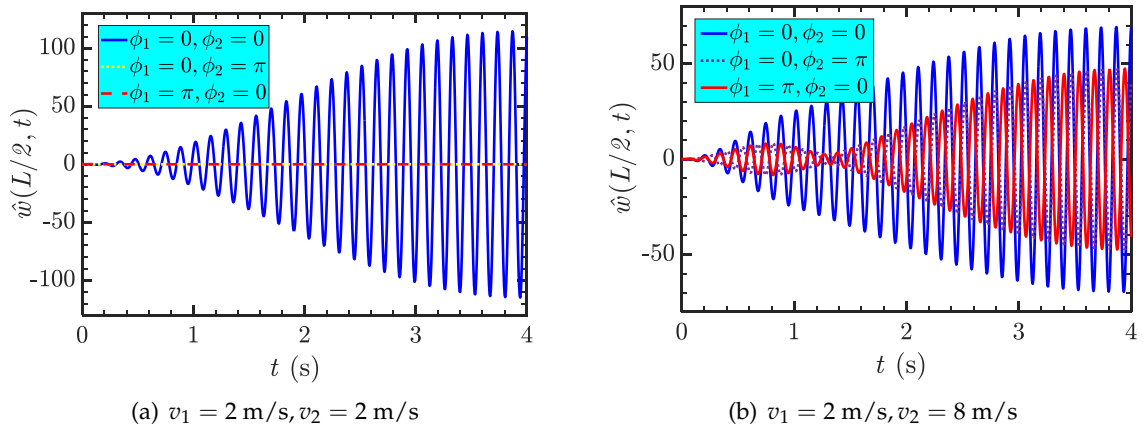 100
50
0
-50
-100
ŵ(L/2, t)
ϕ₁ = 0, ϕ₂ = 0
ϕ₁ = 0, ϕ₂ = π
ϕ₁ = π, ϕ₂ = 0
0 1 2 3 4
t (s)
(a) v₁ = 2 m/s, v₂ = 2 m/s
50
0
-50
ŵ(L/2, t)
ϕ₁ = 0, ϕ₂ = 0
ϕ₁ = 0, ϕ₂ = π
ϕ₁ = π, ϕ₂ = 0
0 1 2 3 4
t (s)
(b) v₁ = 2 m/s, v₂ = 8 m/s